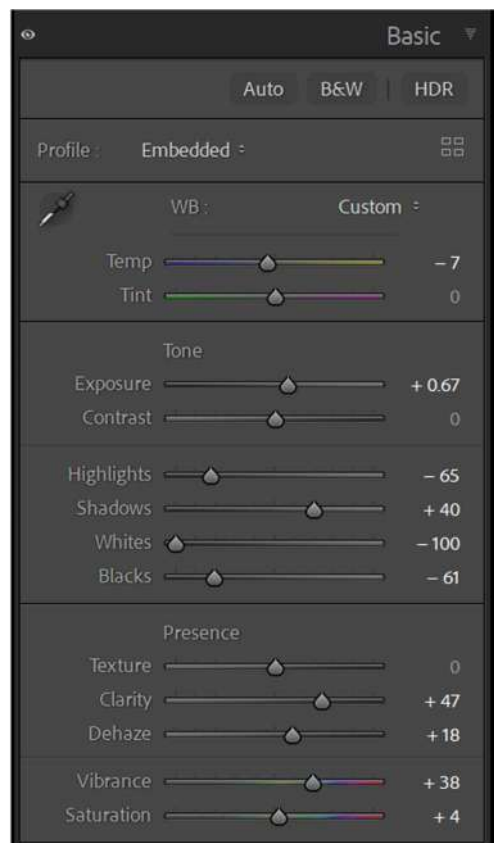 Basic
Auto B&W HDR
Profile : Embedded
WB : Custom
Temp – 7
Tint 0
Tone
Exposure + 0.67
Contrast 0
Highlights – 65
Shadows + 40
Whites – 100
Blacks – 61
Presence
Texture 0
Clarity + 47
Dehaze + 18
Vibrance + 38
Saturation + 4